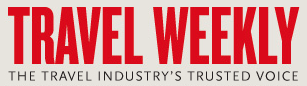 TRAVEL WEEKLY
THE TRAVEL INDUSTRY'S TRUSTED VOICE